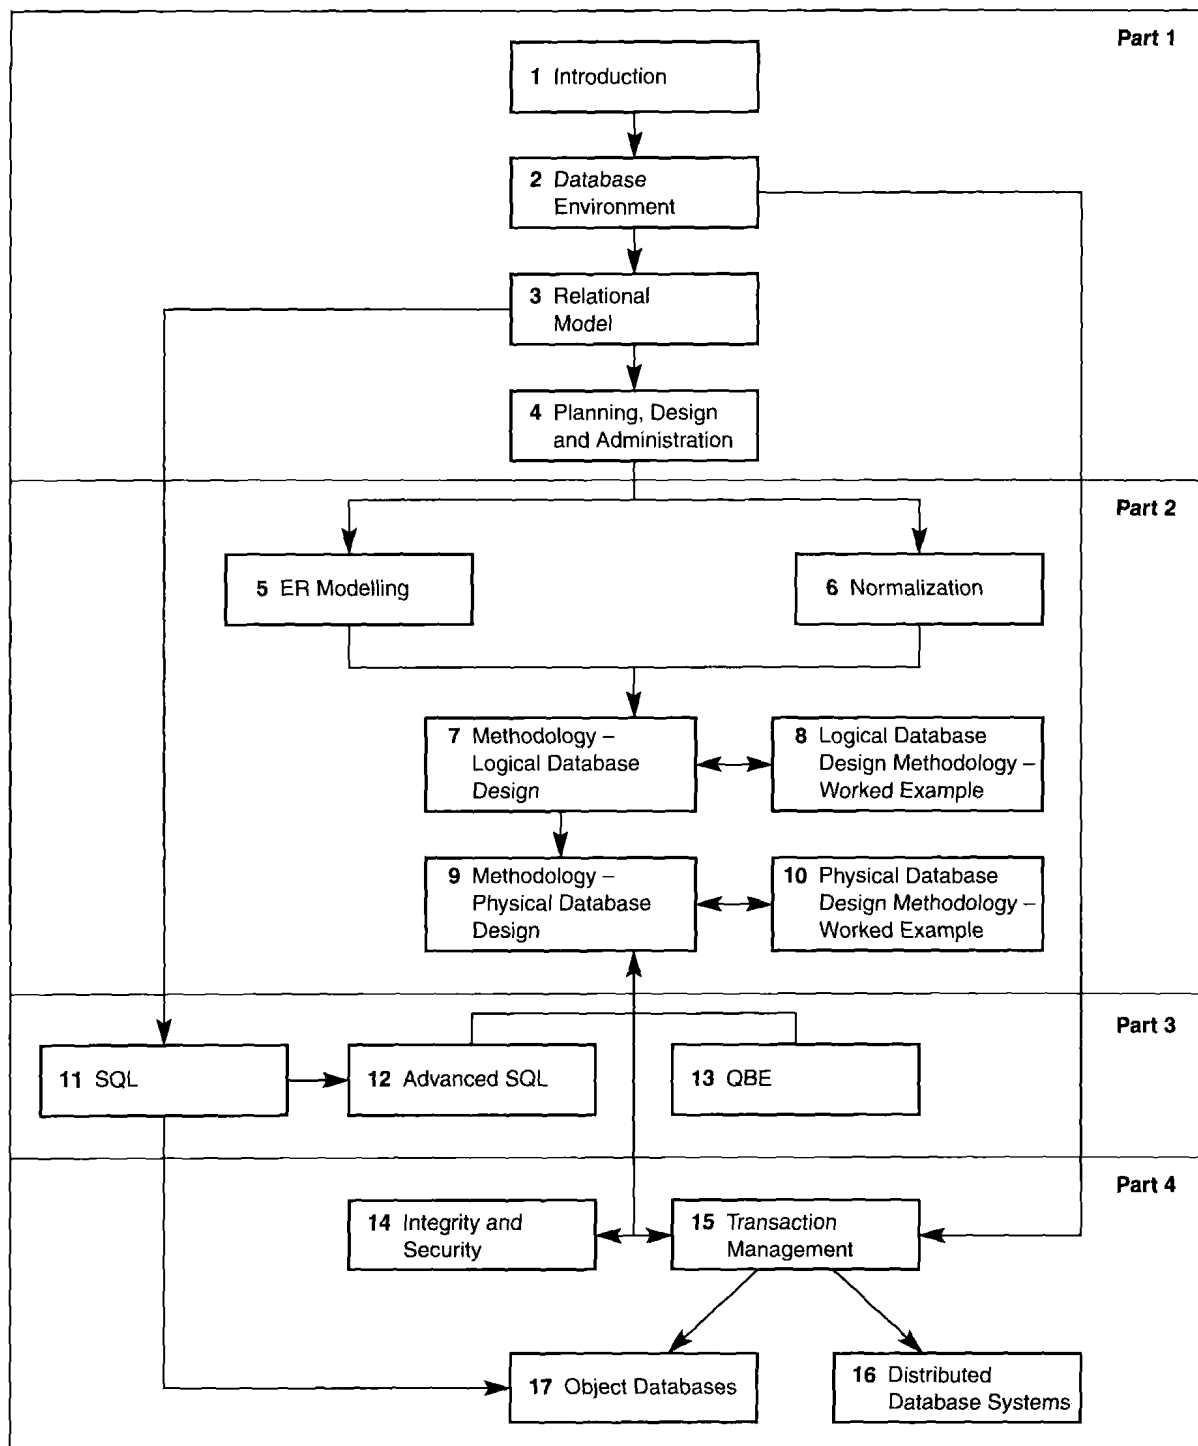 Part 1
1 Introduction
2 Database
Environment
3 Relational
Model
4 Planning, Design
and Administration
Part 2
5 ER Modelling
6 Normalization
7 Methodology –
Logical Database
Design
8 Logical Database
Design Methodology –
Worked Example
9 Methodology –
Physical Database
Design
10 Physical Database
Design Methodology –
Worked Example
Part 3
11 SQL
12 Advanced SQL
13 QBE
Part 4
14 Integrity and
Security
15 Transaction
Management
17 Object Databases
16 Distributed
Database Systems